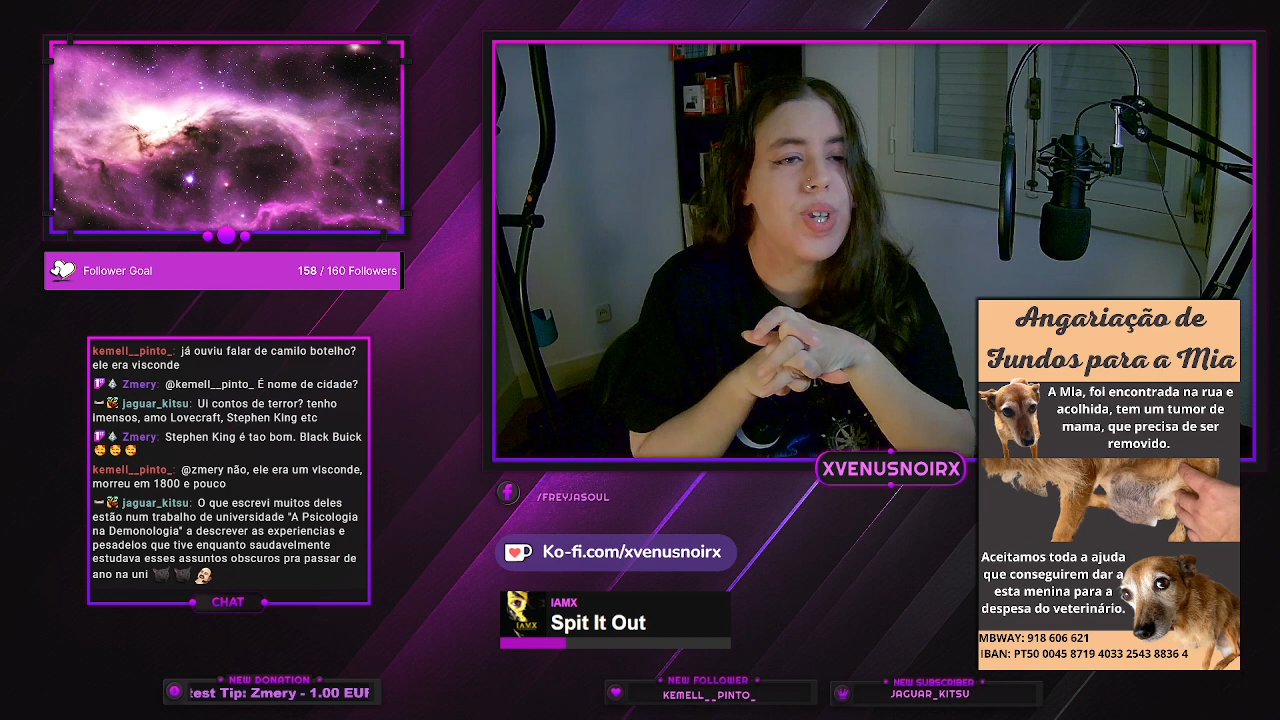 Follower Goal 158 / 160 Followers
kemell__pinto_: já ouviu falar de camilo botelho?
ele era visconde
Zmery: @kemell__pinto_ É nome de cidade?
jaguar_kitsu: UI contos de terror? tenho
Imensos, amo Lovecraft, Stephen King etc
Zmery: Stephen King é tao bom. Black Buick
kemell__pinto_: @zmery não, ele era um visconde,
morreu em 1800 e pouco
jaguar_kitsu: O que escrevi muitos deles
estão num trabalho de universidade "A Psicologia
na Demonologia" a descrever as experiencias e
pesadelos que tive enquanto saudavelmente
estudava esses assuntos obscuros pra passar de
ano na uni
CHAT
XVENUSNOIRX
/FREYJASOUL
Ko-fi.com/xvenusnoirx
IAMX
IAMX
Spit It Out
Angariação de
Fundos para a Mia
A MIa, foi encontrada na rua e
acolhida, tem um tumor de
mama, que precisa de ser
removido.
Aceitamos toda a ajuda
que conseguirem dar a
esta menina para a
despesa do veterinário.
MBWAY: 918 606 621
IBAN: PT50 0045 8719 4033 2543 8836 4
NEW DONATION
test Tip: Zmery - 1.00 EUR
NEW FOLLOWER
KEMELL__PINTO_
NEW SUBSCRIBER
JAGUAR_KITSU